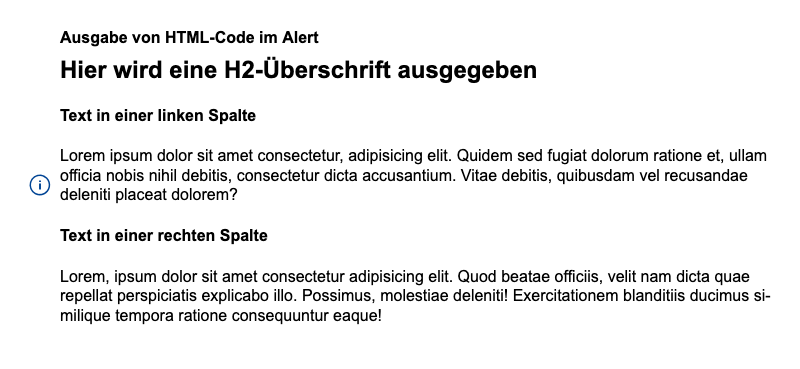 Ausgabe von HTML-Code im Alert
Hier wird eine H2-Überschrift ausgegeben
Text in einer linken Spalte
Lorem ipsum dolor sit amet consectetur, adipisicing elit. Quidem sed fugiat dolorum ratione et, ullam
officia nobis nihil debitis, consectetur dicta accusantium. Vitae debitis, quibusdam vel recusandae
deleniti placeat dolorem?
Text in einer rechten Spalte
Lorem, ipsum dolor sit amet consectetur adipisicing elit. Quod beatae officiis, velit nam dicta quae
repellat perspiciatis explicabo illo. Possimus, molestiae deleniti! Exercitationem blanditiis ducimus si-
milique tempora ratione consequuntur eaque!